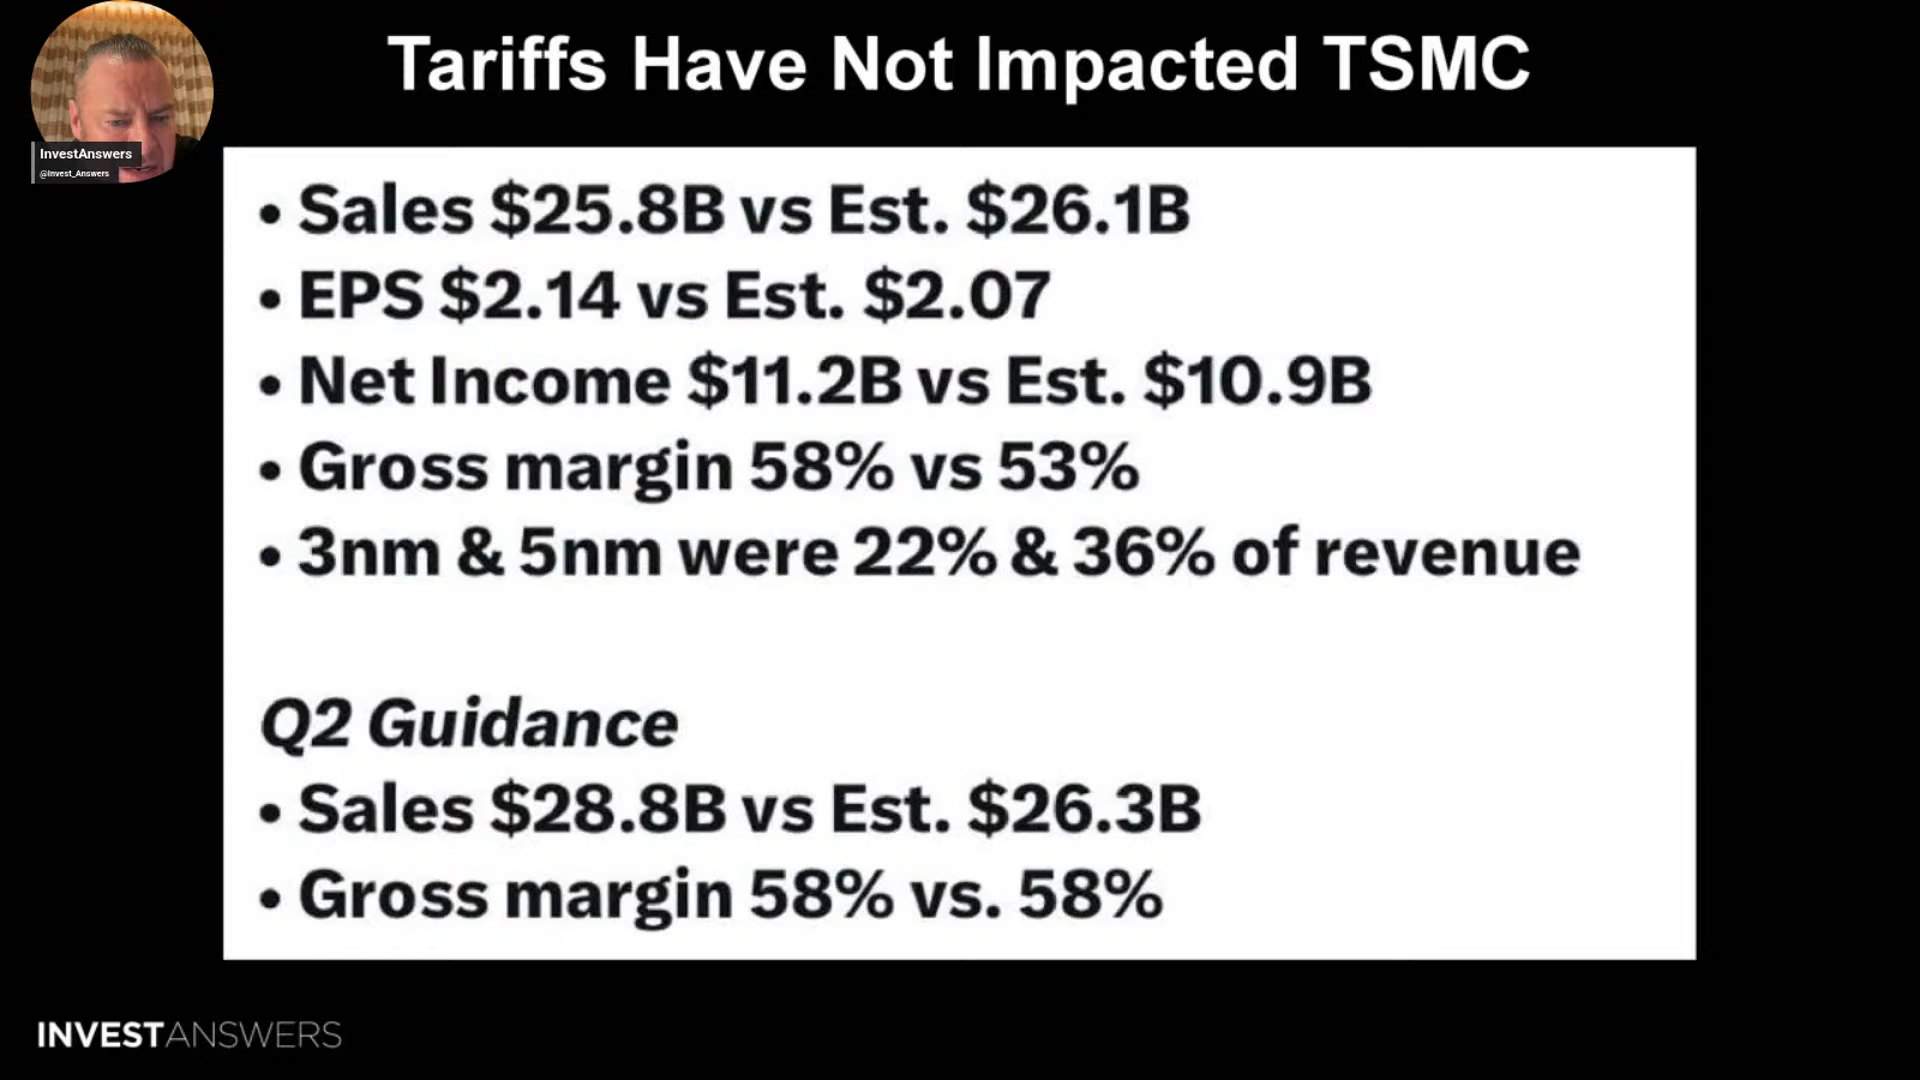 Tariffs Have Not Impacted TSMC
InvestAnswers
@Invest_Answers
• Sales $25.8B vs Est. $26.1B
• EPS $2.14 vs Est. $2.07
• Net Income $11.2B vs Est. $10.9B
• Gross margin 58% vs 53%
• 3nm & 5nm were 22% & 36% of revenue
Q2 Guidance
• Sales $28.8B vs Est. $26.3B
• Gross margin 58% vs. 58%
INVESTANSWERS